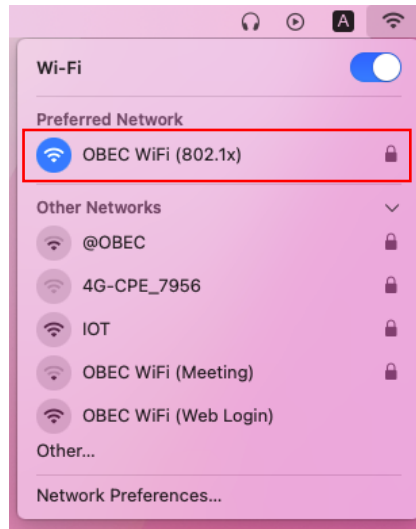 A
Wi-Fi
Preferred Network
OBEC WiFi (802.1x)
Other Networks
@OBEC
4G-CPE_7956
IOT
OBEC WiFi (Meeting)
OBEC WiFi (Web Login)
Other...
Network Preferences...